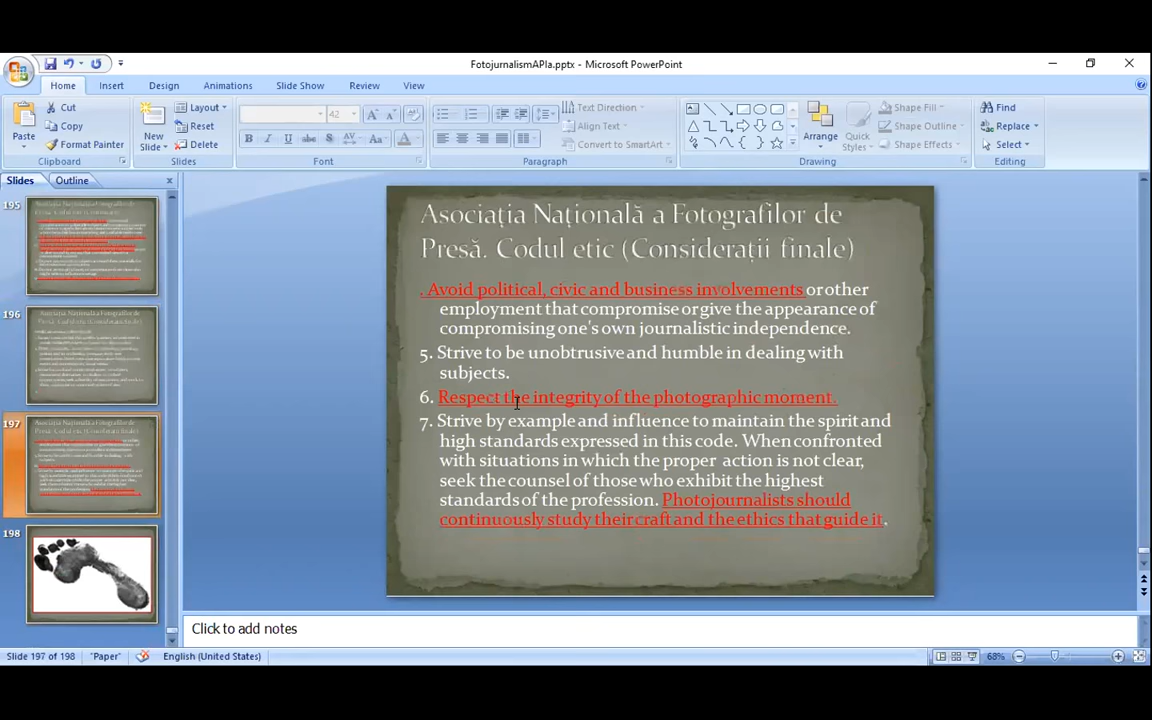 FotojurnalismAPIa.pptx - Microsoft PowerPoint
Home Insert Design Animations Slide Show Review View
Paste
Cut
Copy
Format Painter
Clipboard
New
Slide
Layout
Reset
Delete
Slides
42
Font
Text Direction
Align Text
Convert to SmartArt
Paragraph
Arrange
Quick
Styles
Shape Fill
Shape Outline
Shape Effects
Drawing
Find
Replace
Select
Editing
Slides Outline
195
196
197
198
Asociația Națională a Fotografilor de
Presă. Codul etic (Considerații finale)
. Avoid political, civic and business involvements or other
employment that compromise or give the appearance of
compromising one's own journalistic independence.
5. Strive to be unobtrusive and humble in dealing with
subjects.
6. Respect the integrity of the photographic moment.
7. Strive by example and influence to maintain the spirit and
high standards expressed in this code. When confronted
with situations in which the proper action is not clear,
seek the counsel of those who exhibit the highest
standards of the profession. Photojournalists should
continuously study their craft and the ethics that guide it.
Click to add notes
Slide 197 of 198 "Paper" English (United States) 68%